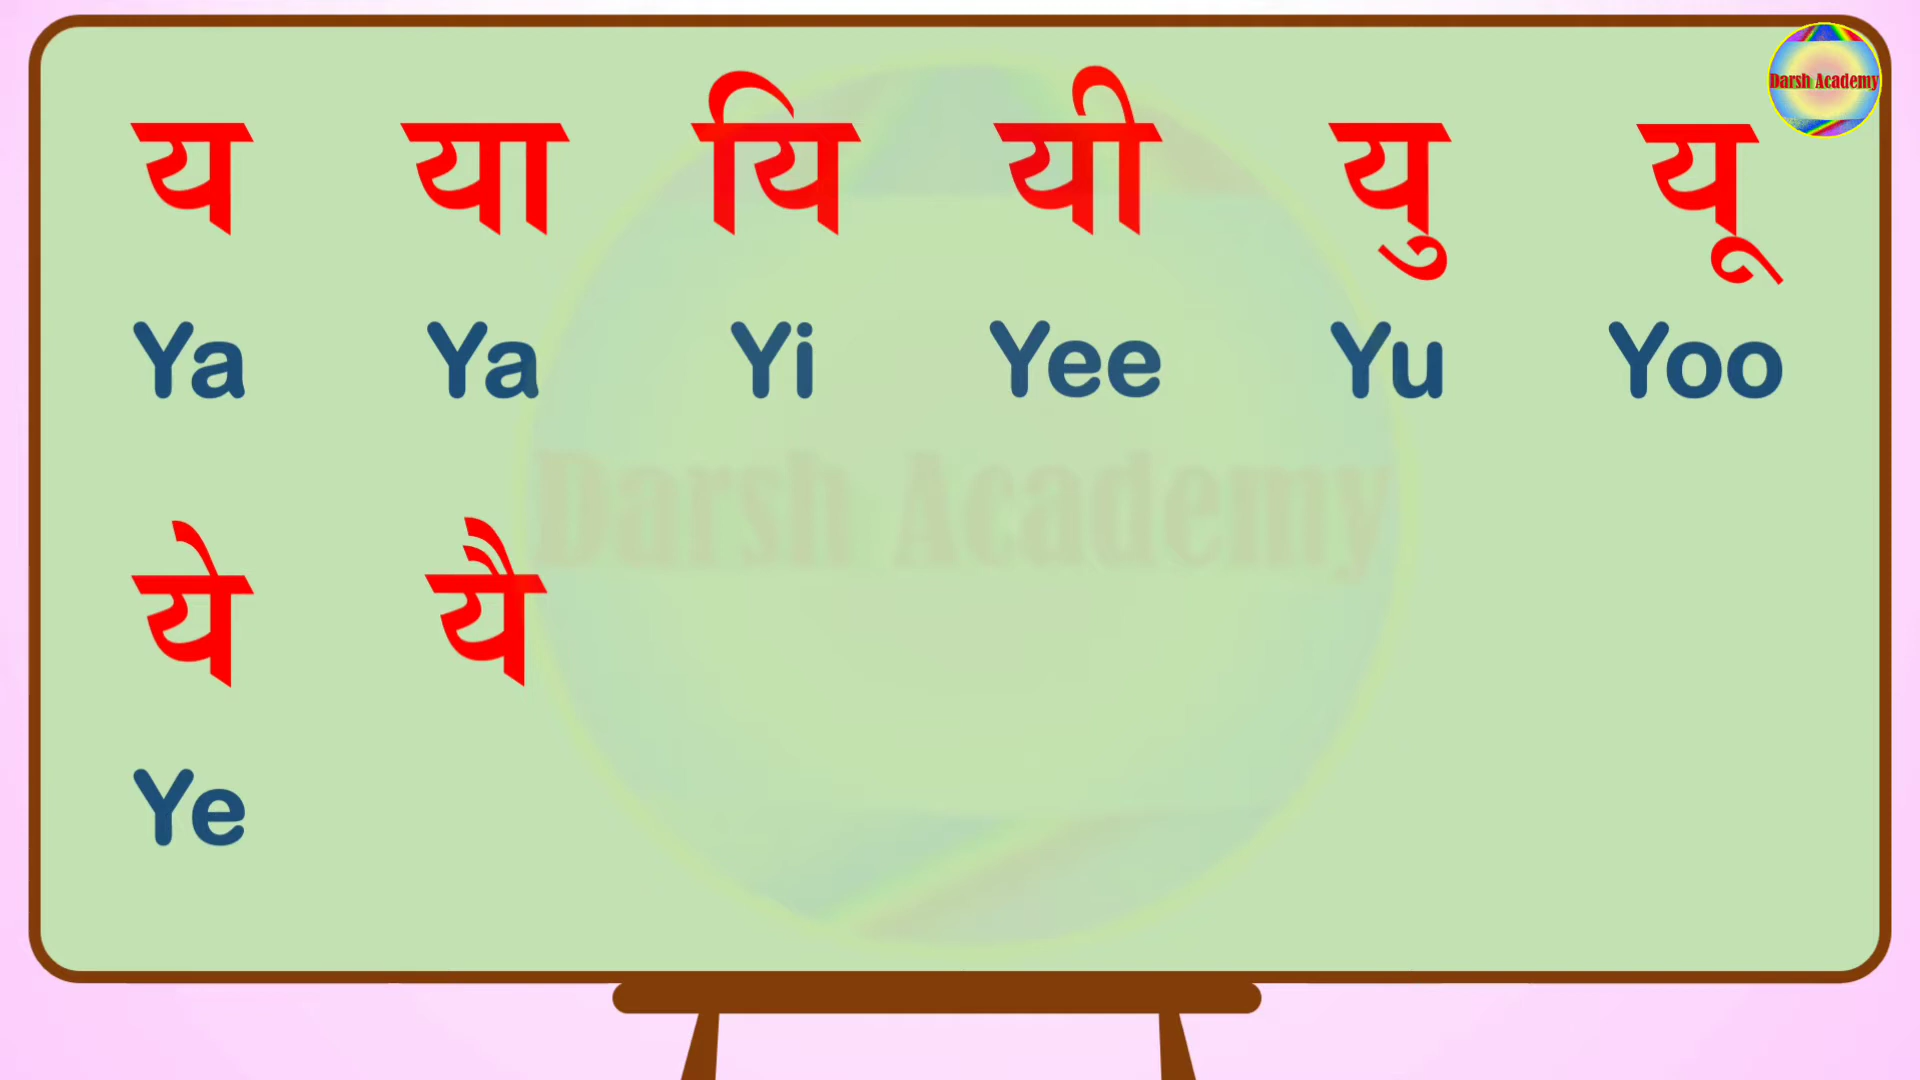 Darsh Academy
य या यि यी यु यू
Ya Ya Yi Yee Yu Yoo
Darsh Academy
ये यै
Ye